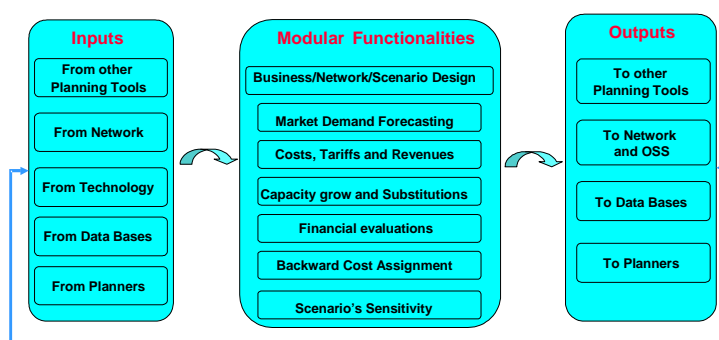 Inputs
From other
Planning Tools
From Network
From Technology
From Data Bases
From Planners
Modular Functionalities
Business/Network/Scenario Design
Market Demand Forecasting
Costs, Tariffs and Revenues
Capacity grow and Substitutions
Financial evaluations
Backward Cost Assignment
Scenario's Sensitivity
Outputs
To other
Planning Tools
To Network
and OSS
To Data Bases
To Planners